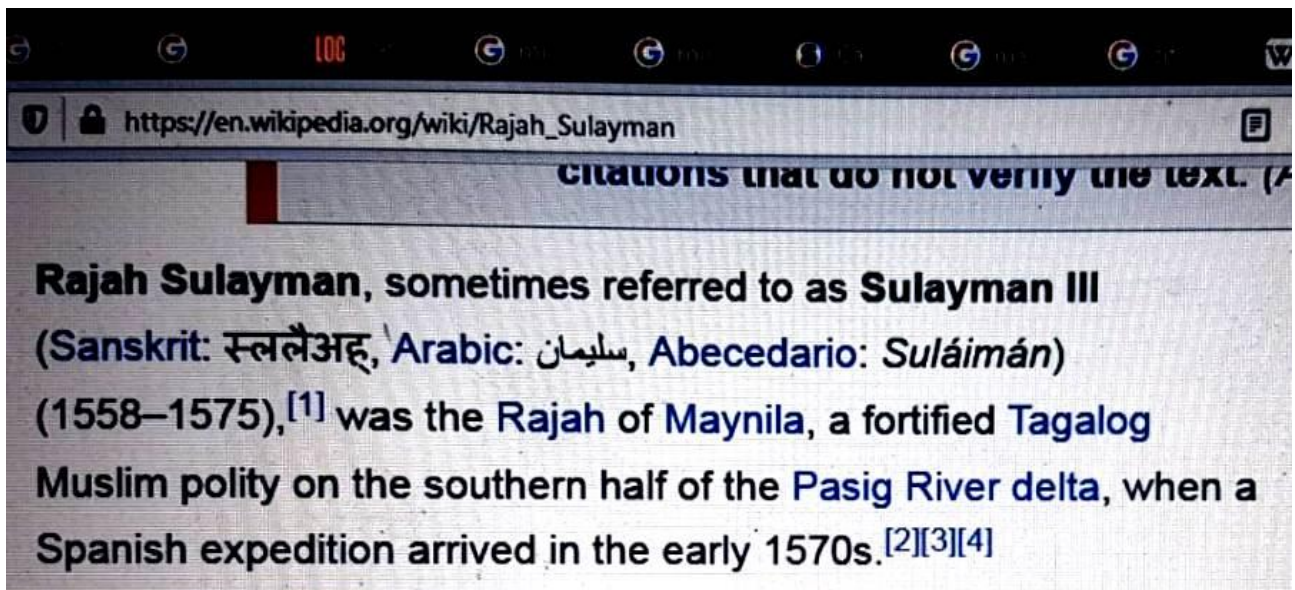 LOC
https://en.wikipedia.org/wiki/Rajah_Sulayman
citations that do not verify the text. (A
Rajah Sulayman, sometimes referred to as Sulayman III
(Sanskrit: स्ललैअह्, Arabic: سليمان, Abecedario: Suláimán)
(1558–1575),[1] was the Rajah of Maynila, a fortified Tagalog
Muslim polity on the southern half of the Pasig River delta, when a
Spanish expedition arrived in the early 1570s.[2][3][4]